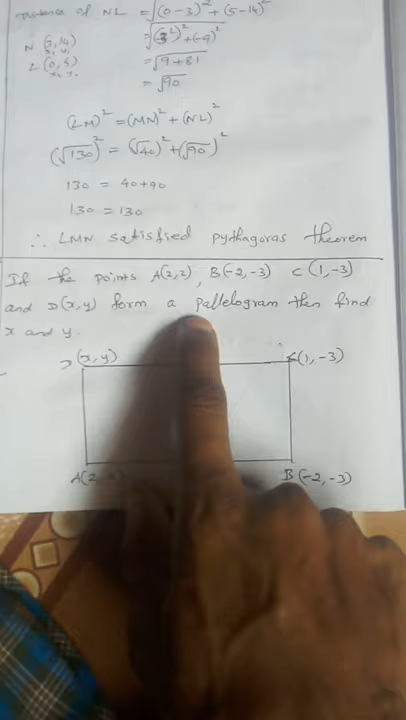 distance of NL = √(0-3)² + (5-14)²
N (3, 14) = √(3²) + (-9)²
L (0, 5) = √9+81
= √90
(LM)² = (MN)² + (NL)²
(√130)² = (√40)² + (√90)²
130 = 40+90
130 = 130
∴ LMN satisfied pythagoras theorem
If the points A(2,2), B(-2,-3) C (1,-3)
and D(x,y) form a pallelogram then find
x and y.
(x,y) (1,-3)
A(2, B(-2,-3)